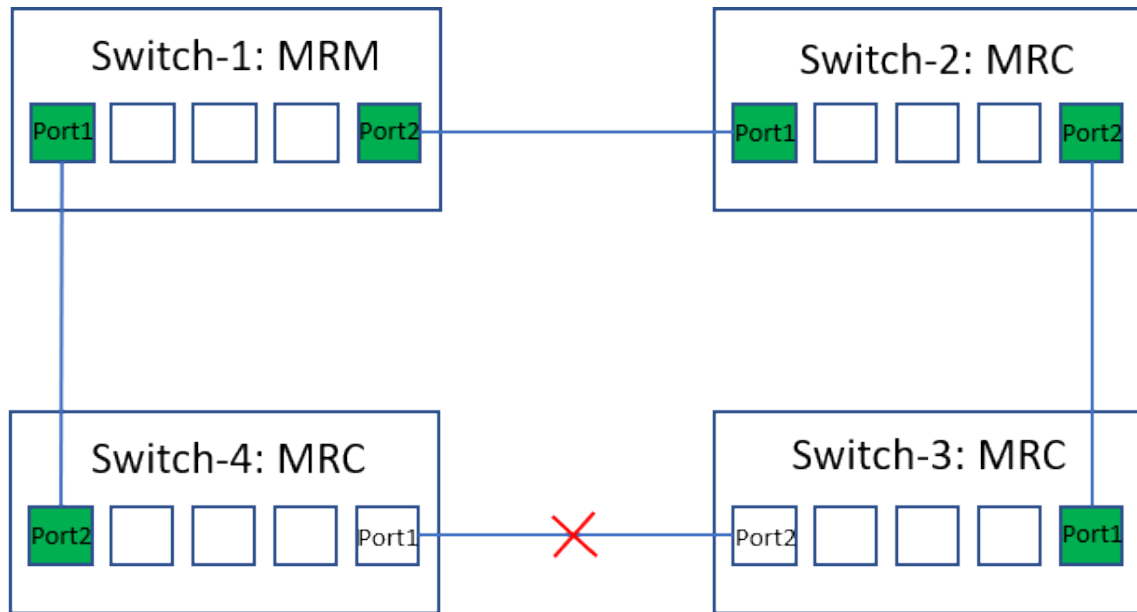 Switch-1: MRM
Port1
Port2
Switch-2: MRC
Port1
Port2
Switch-4: MRC
Port2
Port1
Switch-3: MRC
Port2
Port1